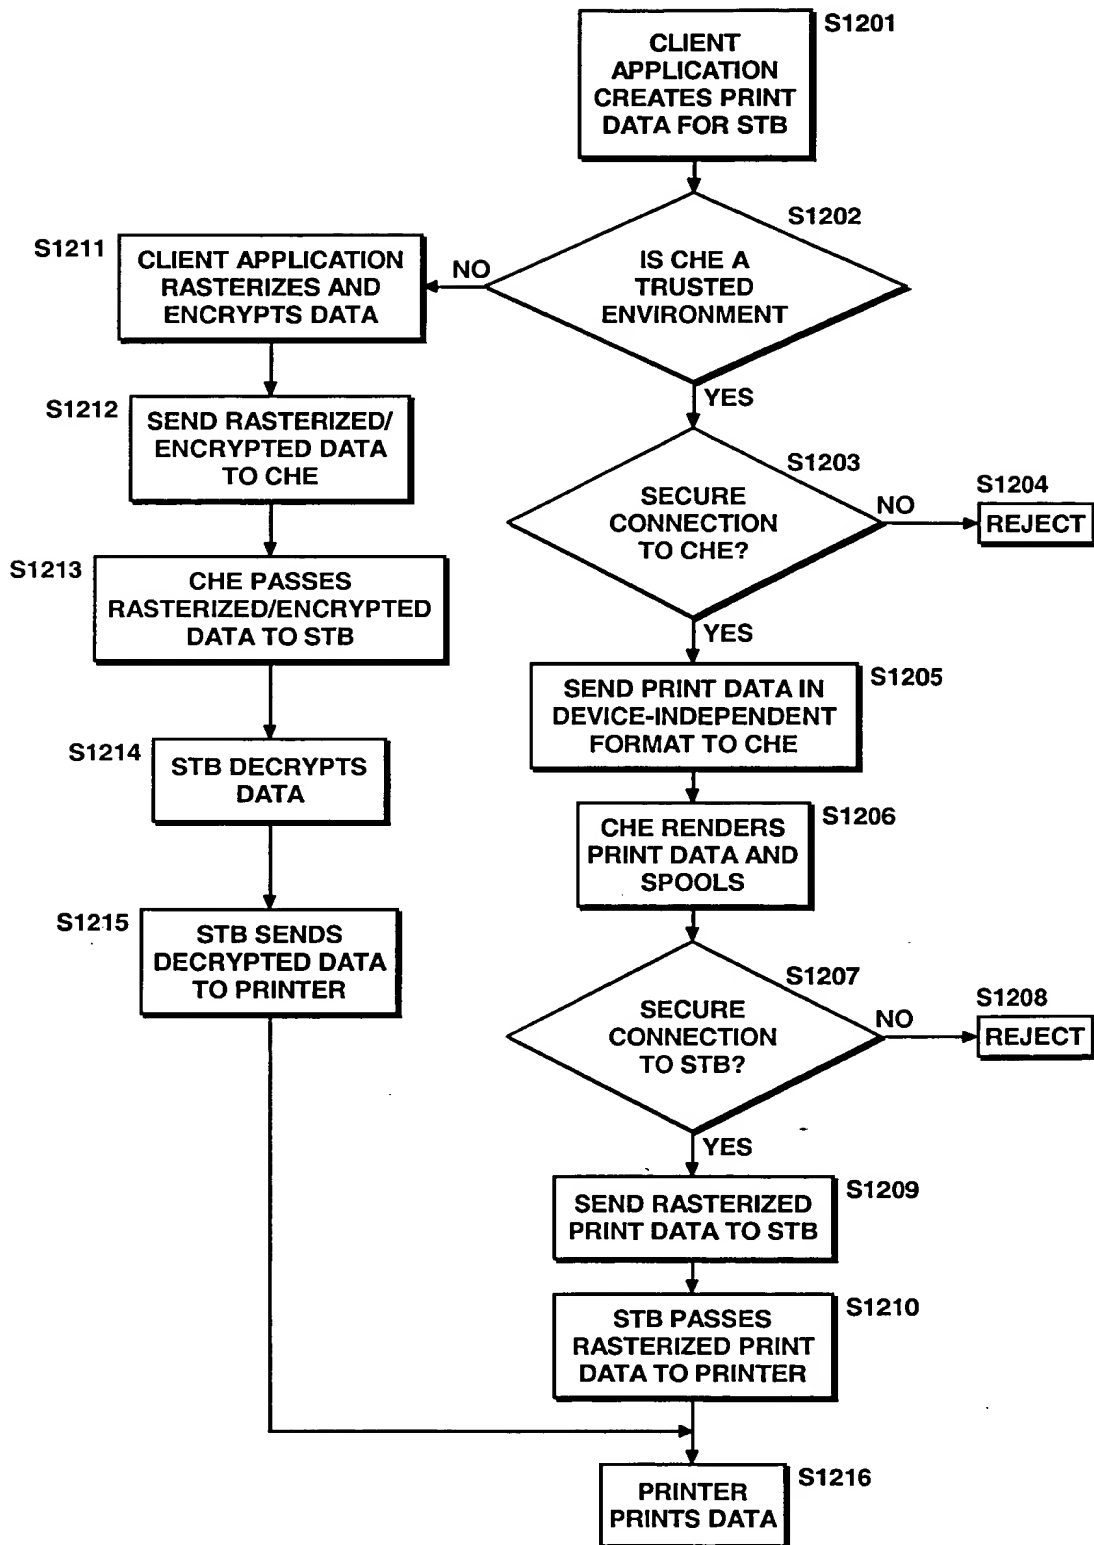 S1201
CLIENT
APPLICATION
CREATES PRINT
DATA FOR STB
S1202
IS CHE A
TRUSTED
ENVIRONMENT
NO
YES
S1211
CLIENT APPLICATION
RASTERIZES AND
ENCRYPTS DATA
S1212
SEND RASTERIZED/
ENCRYPTED DATA
TO CHE
S1213
CHE PASSES
RASTERIZED/ENCRYPTED
DATA TO STB
S1214
STB DECRYPTS
DATA
S1215
STB SENDS
DECRYPTED DATA
TO PRINTER
S1203
SECURE
CONNECTION
TO CHE?
NO
S1204
REJECT
YES
S1205
SEND PRINT DATA IN
DEVICE-INDEPENDENT
FORMAT TO CHE
S1206
CHE RENDERS
PRINT DATA AND
SPOOLS
S1207
SECURE
CONNECTION
TO STB?
NO
S1208
REJECT
YES
S1209
SEND RASTERIZED
PRINT DATA TO STB
S1210
STB PASSES
RASTERIZED PRINT
DATA TO PRINTER
S1216
PRINTER
PRINTS DATA